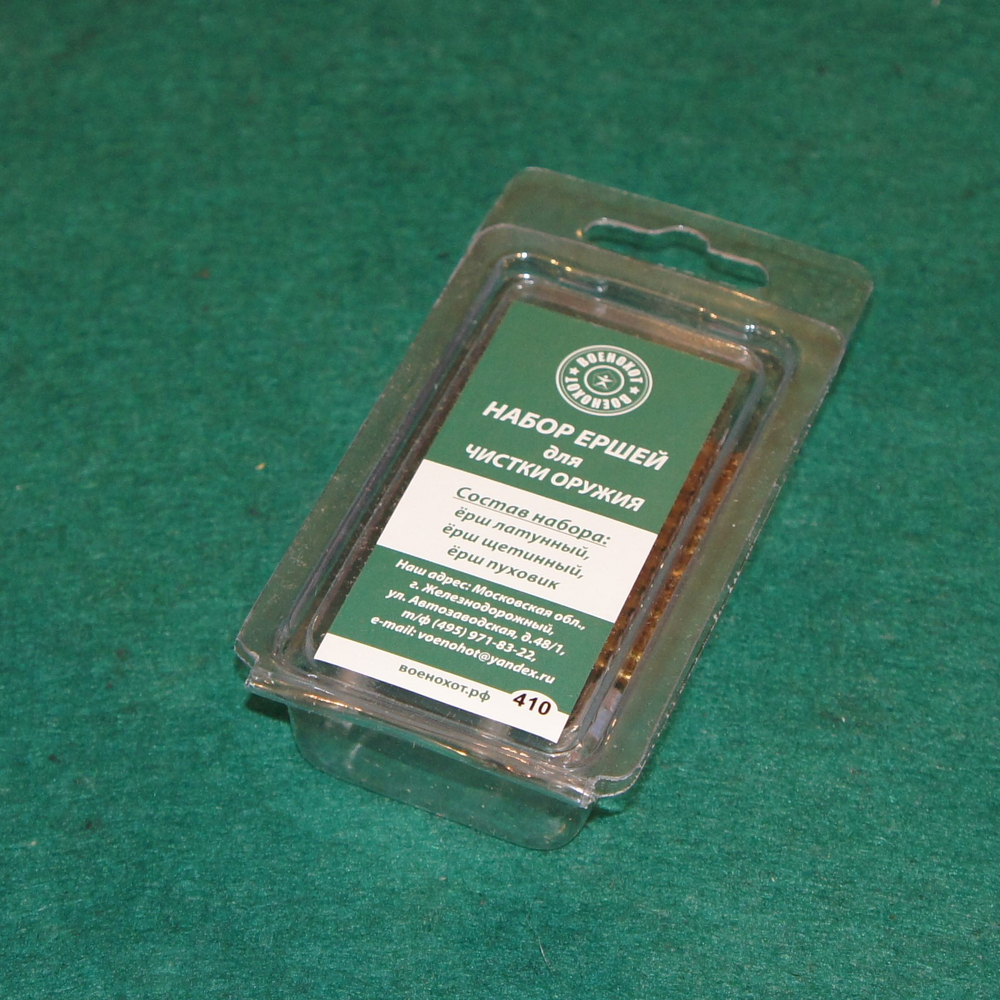 ВОЕНОХОТ ★ ВОЕНОХОТ ★
НАБОР ЕРШЕЙ
для
ЧИСТКИ ОРУЖИЯ
Состав набора:
ёрш латунный,
ёрш щетинный,
ёрш пуховик
Наш адрес: Московская обл.,
г. Железнодорожный,
ул. Автозаводская, д.48/1,
т/ф (495) 971-83-22,
e-mail: voenohot@yandex.ru
военохот.рф
410